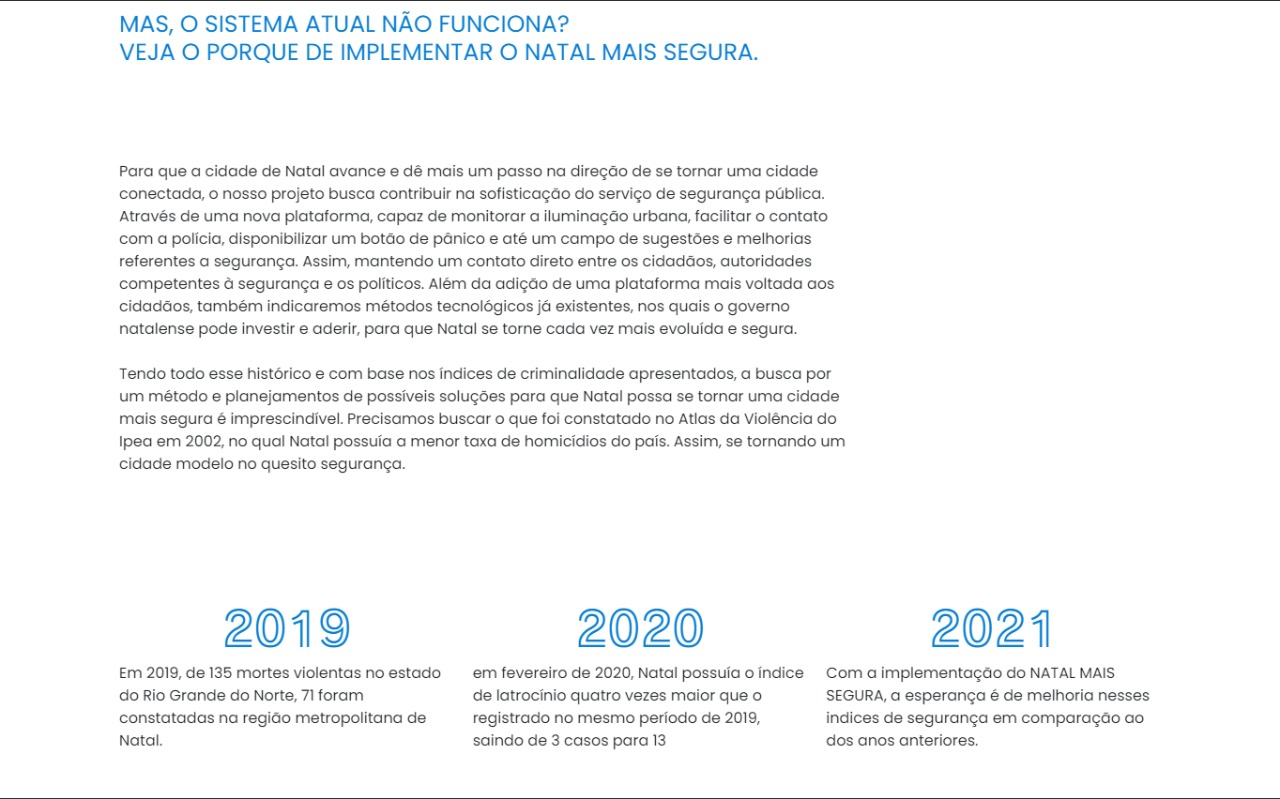 MAS, O SISTEMA ATUAL NÃO FUNCIONA?
VEJA O PORQUE DE IMPLEMENTAR O NATAL MAIS SEGURA.
Para que a cidade de Natal avance e dê mais um passo na direção de se tornar uma cidade
conectada, o nosso projeto busca contribuir na sofisticação do serviço de segurança pública.
Através de uma nova plataforma, capaz de monitorar a iluminação urbana, facilitar o contato
com a polícia, disponibilizar um botão de pânico e até um campo de sugestões e melhorias
referentes a segurança. Assim, mantendo um contato direto entre os cidadãos, autoridades
competentes à segurança e os políticos. Além da adição de uma plataforma mais voltada aos
cidadãos, também indicaremos métodos tecnológicos já existentes, nos quais o governo
natalense pode investir e aderir, para que Natal se torne cada vez mais evoluída e segura.
Tendo todo esse histórico e com base nos índices de criminalidade apresentados, a busca por
um método e planejamentos de possíveis soluções para que Natal possa se tornar uma cidade
mais segura é imprescindível. Precisamos buscar o que foi constatado no Atlas da Violência do
Ipea em 2002, no qual Natal possuía a menor taxa de homicídios do país. Assim, se tornando um
cidade modelo no quesito segurança.
2019
Em 2019, de 135 mortes violentas no estado
do Rio Grande do Norte, 71 foram
constatadas na região metropolitana de
Natal.
2020
em fevereiro de 2020, Natal possuía o índice
de latrocínio quatro vezes maior que o
registrado no mesmo período de 2019,
saindo de 3 casos para 13
2021
Com a implementação do NATAL MAIS
SEGURA, a esperança é de melhoria nesses
indices de segurança em comparação ao
dos anos anteriores.